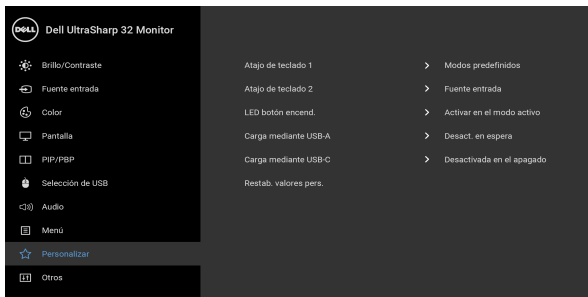 DELL Dell UltraSharp 32 Monitor
Brillo/Contraste
Fuente entrada
Color
Pantalla
PIP/PBP
Selección de USB
Audio
Menú
Personalizar
Otros
Atajo de teclado 1 > Modos predefinidos
Atajo de teclado 2 > Fuente entrada
LED botón encend. > Activar en el modo activo
Carga mediante USB-A > Desact. en espera
Carga mediante USB-C > Desactivada en el apagado
Restab. valores pers.